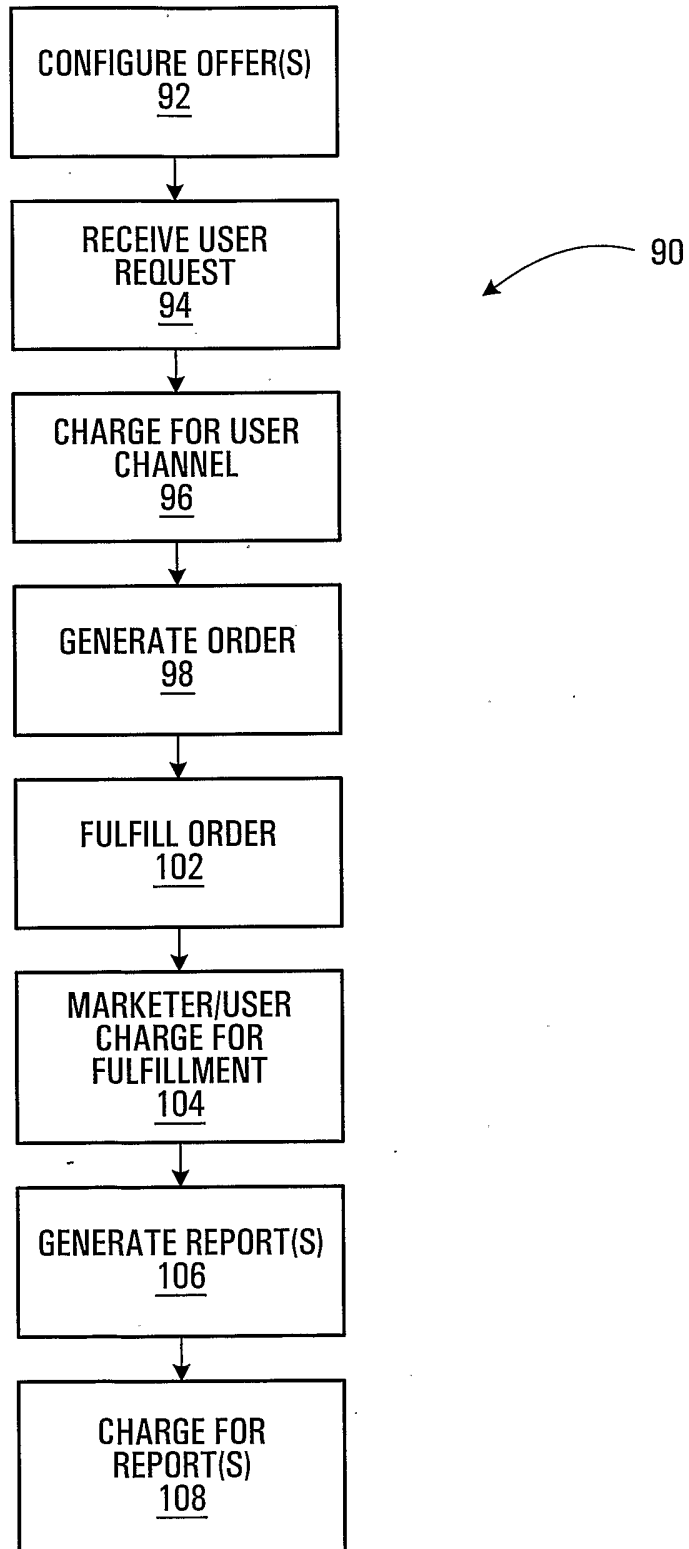 CONFIGURE OFFER(S)
92
RECEIVE USER
REQUEST
94
90
CHARGE FOR USER
CHANNEL
96
GENERATE ORDER
98
FULFILL ORDER
102
MARKETER/USER
CHARGE FOR
FULFILLMENT
104
GENERATE REPORT(S)
106
CHARGE FOR
REPORT(S)
108